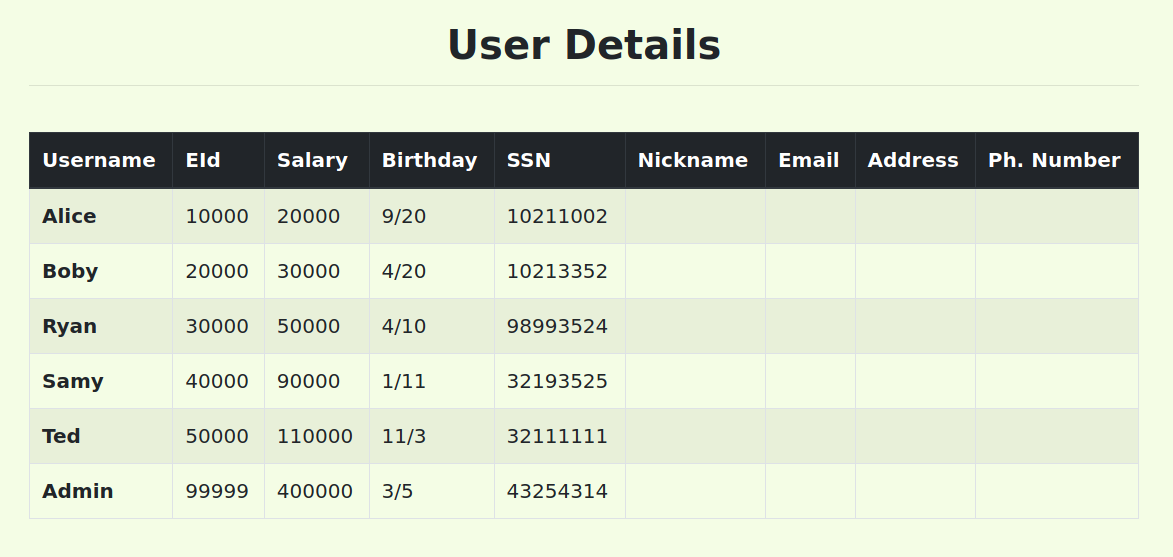 User Details
Username EId Salary Birthday SSN Nickname Email Address Ph. Number
Alice 10000 20000 9/20 10211002
Boby 20000 30000 4/20 10213352
Ryan 30000 50000 4/10 98993524
Samy 40000 90000 1/11 32193525
Ted 50000 110000 11/3 32111111
Admin 99999 400000 3/5 43254314